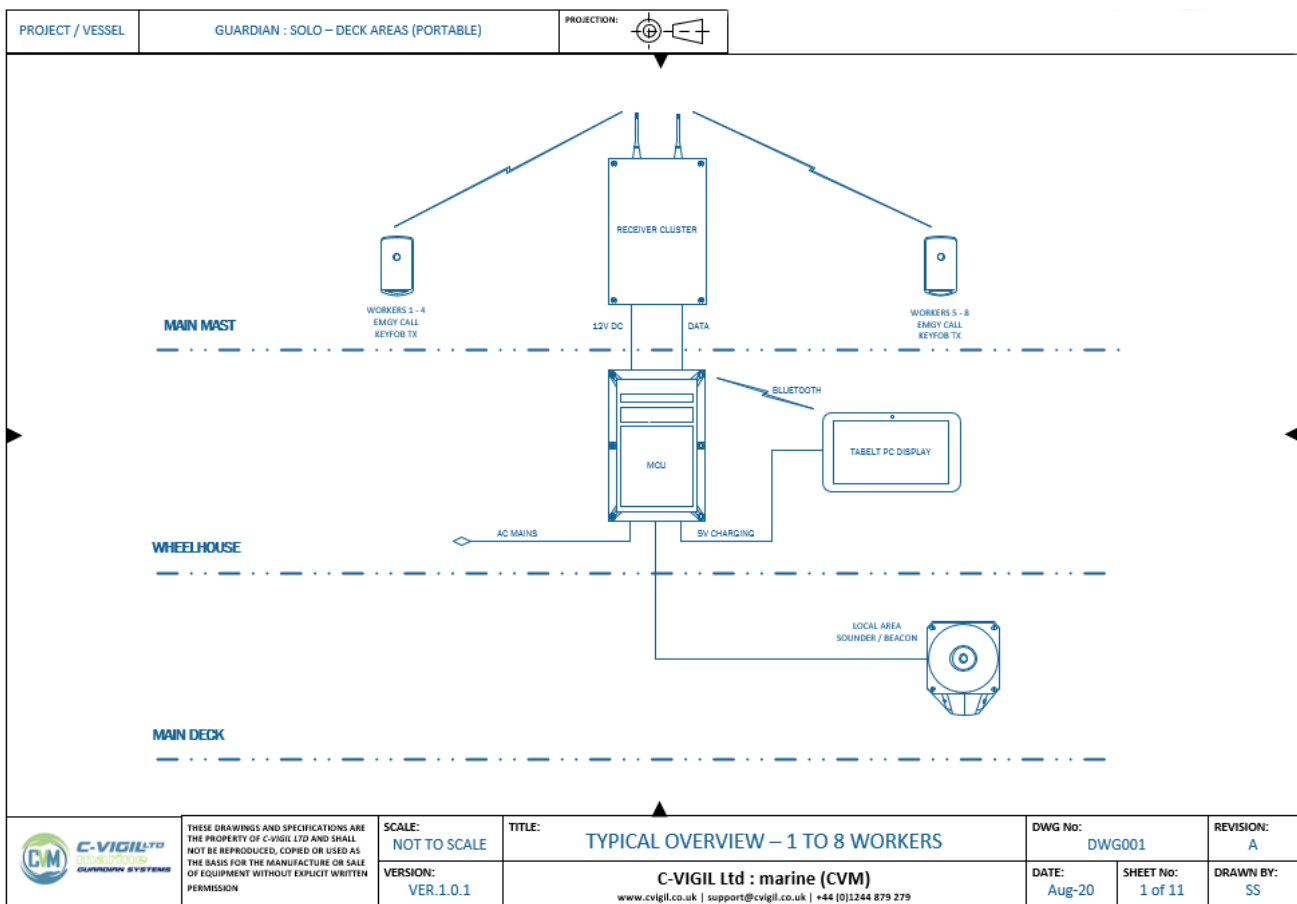 PROJECT / VESSEL
GUARDIAN : SOLO – DECK AREAS (PORTABLE)
PROJECTION:
RECEIVER CLUSTER
WORKERS 1 - 4
EMGY CALL
KEYFOB TX
WORKERS 5 - 8
EMGY CALL
KEYFOB TX
MAIN MAST
12V DC
DATA
BLUETOOTH
TABELT PC DISPLAY
MCU
AC MAINS
5V CHARGING
WHEELHOUSE
LOCAL AREA
SOUNDER / BEACON
MAIN DECK
CVM
C-VIGIL LTD
marine
GUARDIAN SYSTEMS
THESE DRAWINGS AND SPECIFICATIONS ARE
THE PROPERTY OF C-VIGIL LTD AND SHALL
NOT BE REPRODUCED, COPIED OR USED AS
THE BASIS FOR THE MANUFACTURE OR SALE
OF EQUIPMENT WITHOUT EXPLICIT WRITTEN
PERMISSION
SCALE:
NOT TO SCALE
VERSION:
VER.1.0.1
TITLE:
TYPICAL OVERVIEW – 1 TO 8 WORKERS
C-VIGIL Ltd : marine (CVM)
www.cvigil.co.uk | support@cvigil.co.uk | +44 (0)1244 879 279
DWG No:
DWG001
REVISION:
A
DATE:
Aug-20
SHEET No:
1 of 11
DRAWN BY:
SS